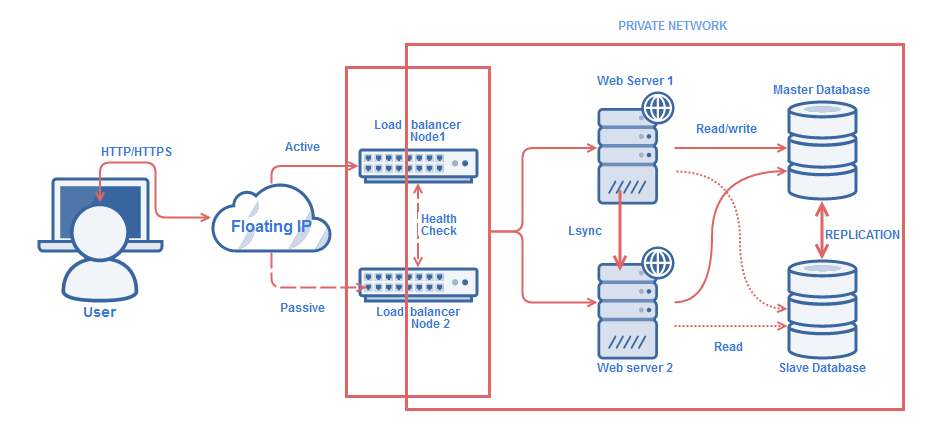 PRIVATE NETWORK
Web Server 1
Master Database
Load balancer
Node1
Read/write
HTTP/HTTPS
Active
Floating IP
Health
Check
Lsync
REPLICATION
Passive
User
Load balancer
Node 2
Read
Web server 2
Slave Database